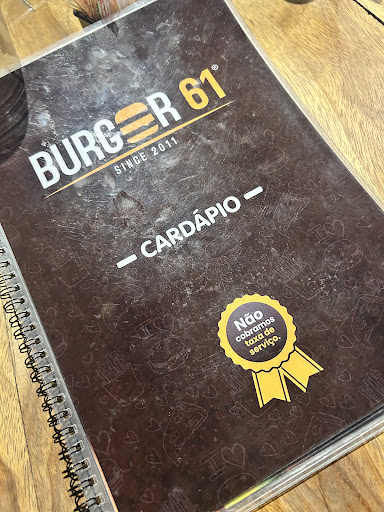 BURGER 61®
SINCE 2011
CARDÁPIO
Não
cobramos
taxa de
serviço.